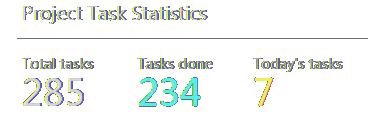 Project Task Statistics
Total tasks Tasks done Today's tasks
285 234 7